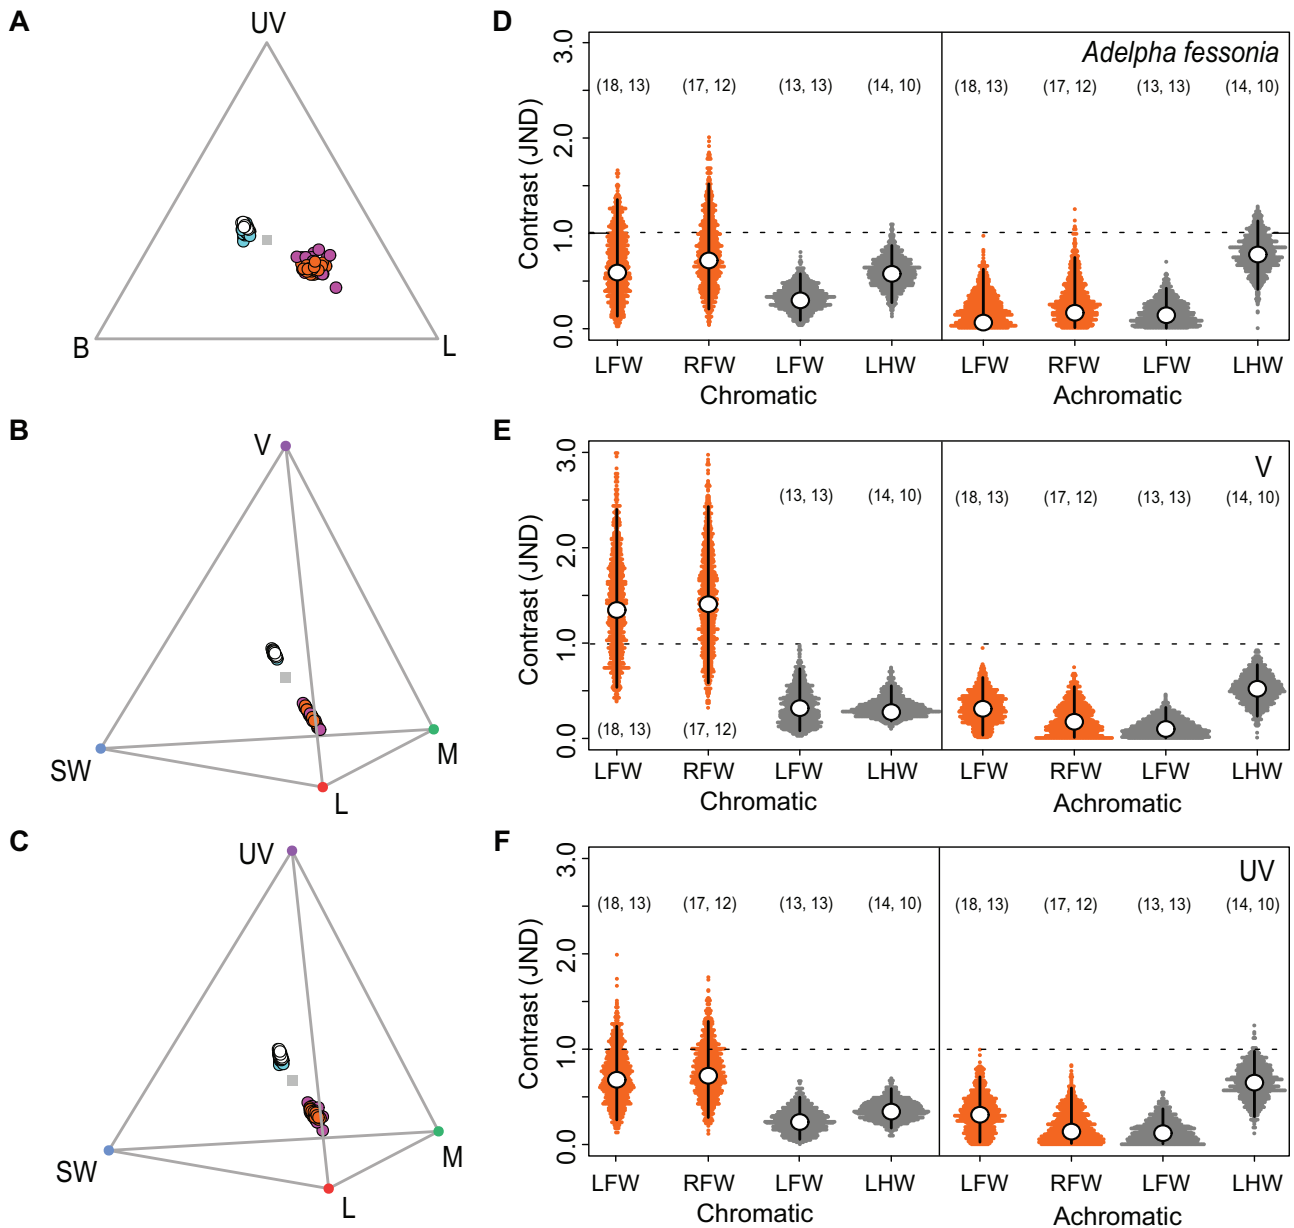 A
UV
B
L
B
V
SW
M
L
C
UV
SW
M
L
D
Adelpha fessonia
Contrast (JND)
3.0
2.0
1.0
0.0
(18, 13) (17, 12) (13, 13) (14, 10) (18, 13) (17, 12) (13, 13) (14, 10)
LFW RFW LFW LHW LFW RFW LFW LHW
Chromatic Achromatic
E
V
Contrast (JND)
3.0
2.0
1.0
0.0
(13, 13) (14, 10) (18, 13) (17, 12) (13, 13) (14, 10)
(18, 13) (17, 12)
LFW RFW LFW LHW LFW RFW LFW LHW
Chromatic Achromatic
F
UV
Contrast (JND)
3.0
2.0
1.0
0.0
(18, 13) (17, 12) (13, 13) (14, 10) (18, 13) (17, 12) (13, 13) (14, 10)
LFW RFW LFW LHW LFW RFW LFW LHW
Chromatic Achromatic